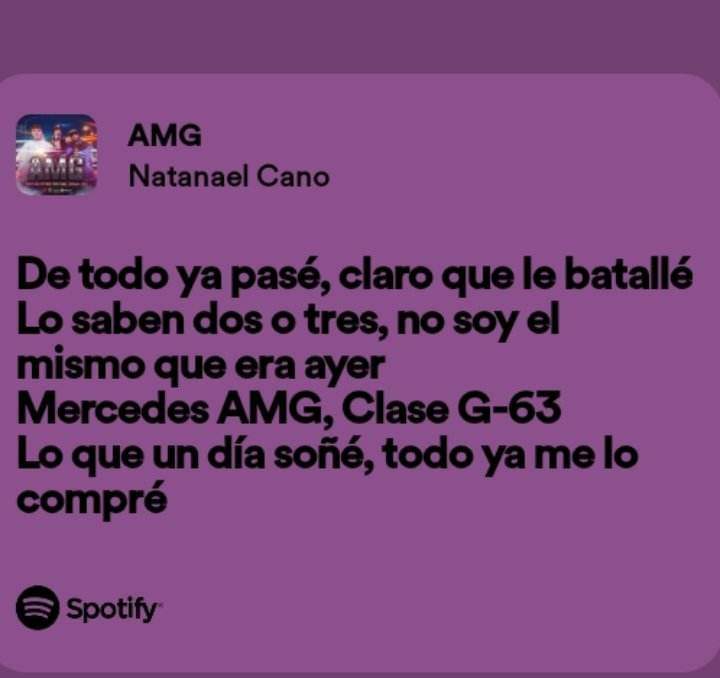 AMG
AMG
Natanael Cano
De todo ya pasé, claro que le batallé
Lo saben dos o tres, no soy el
mismo que era ayer
Mercedes AMG, Clase G-63
Lo que un día soñé, todo ya me lo
compré
Spotify